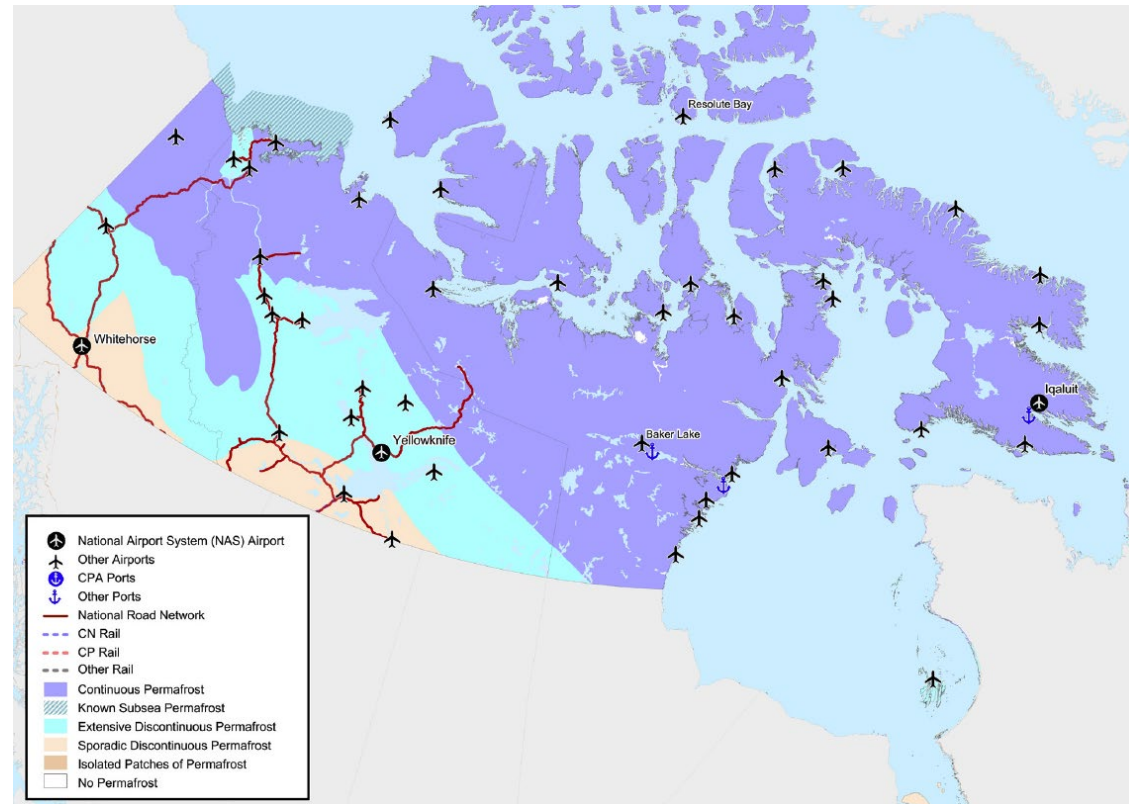 Resolute Bay
Whitehorse
Iqaluit
Baker Lake
Yellowknife
National Airport System (NAS) Airport
Other Airports
CPA Ports
Other Ports
National Road Network
CN Rail
CP Rail
Other Rail
Continuous Permafrost
Known Subsea Permafrost
Extensive Discontinuous Permafrost
Sporadic Discontinuous Permafrost
Isolated Patches of Permafrost
No Permafrost